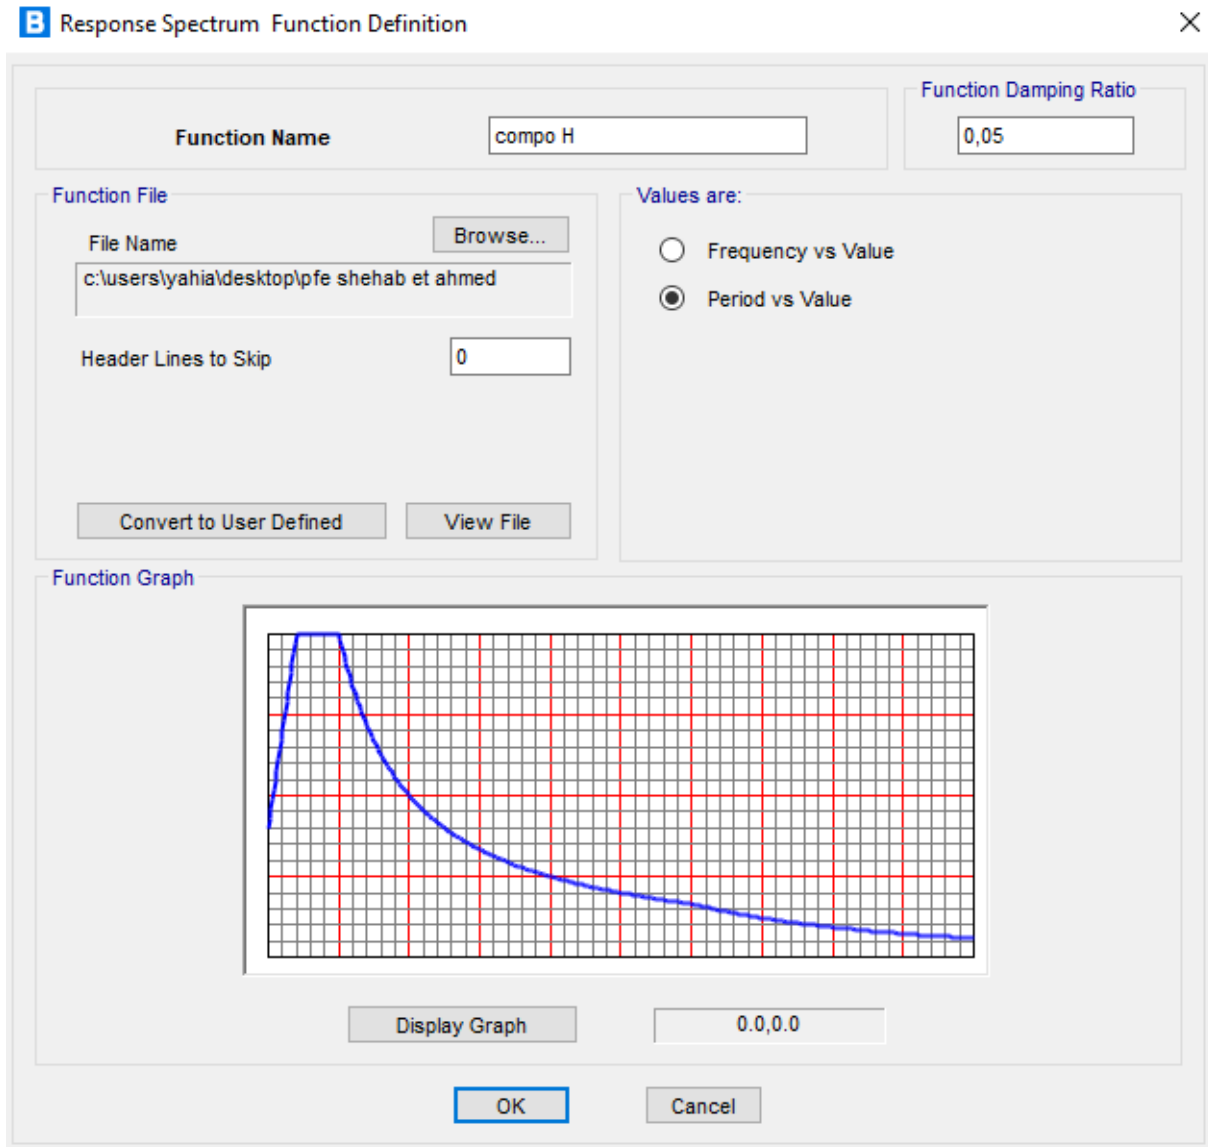 B Response Spectrum Function Definition
Function Damping Ratio
Function Name compo H 0,05
Function File Values are:
File Name Browse... Frequency vs Value
c:\users\yahia\desktop\pfe shehab et ahmed
Period vs Value
Header Lines to Skip 0
Convert to User Defined View File
Function Graph
Display Graph 0.0,0.0
OK Cancel